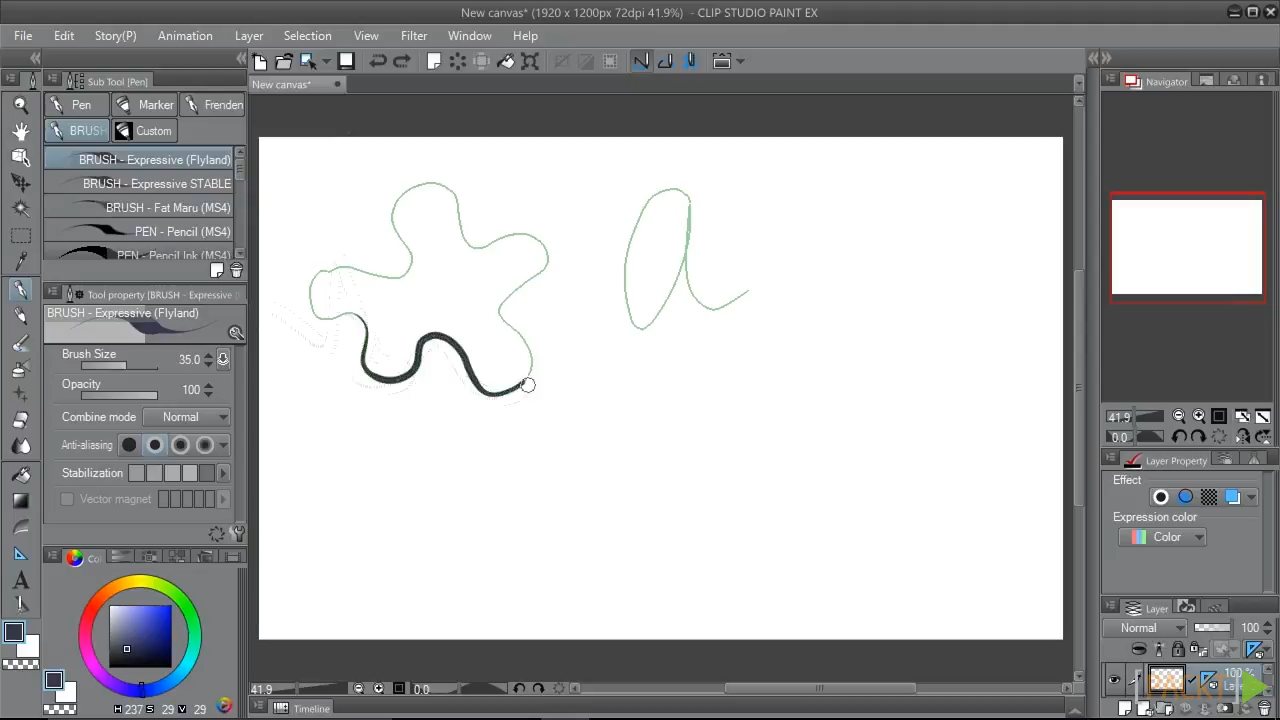 New canvas* (1920 x 1200px 72dpi 41.9%) - CLIP STUDIO PAINT EX
File Edit Story(P) Animation Layer Selection View Filter Window Help
Sub Tool [Pen]
New canvas*
Navigator
Pen Marker Frenden
BRUSH Custom
BRUSH - Expressive (Flyland)
BRUSH - Expressive STABLE
BRUSH - Fat Maru (MS4)
PEN - Pencil (MS4)
PEN - Pencil Ink (MS4)
Tool property [BRUSH - Expressive
BRUSH - Expressive (Flyland)
Brush Size 35.0
Opacity 100
Combine mode Normal
Anti-aliasing
Stabilization
Vector magnet
a
41.9
0.0
Layer Property
Effect
Expression color
Color
Co
A
Layer
Normal 100
100 %
Laye
41.9 0.0
H 237 S 29 V 29
Timeline